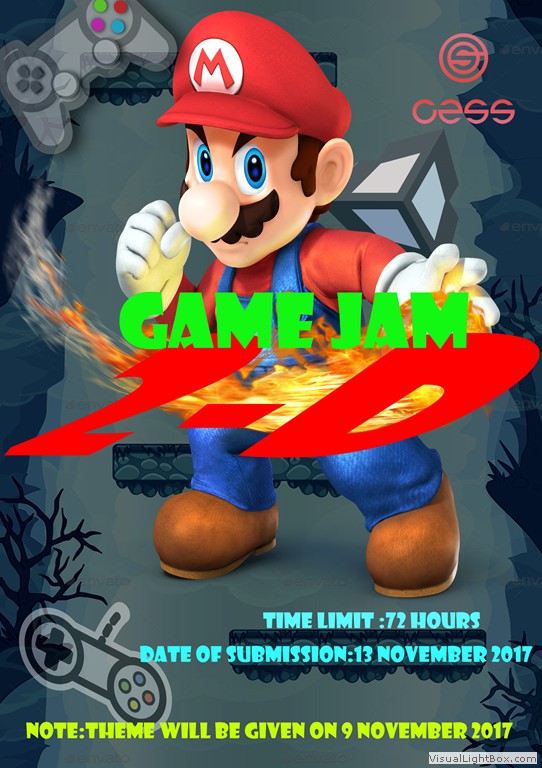 M
CESS
GAME JAM
2-D
TIME LIMIT :72 HOURS
DATE OF SUBMISSION:13 NOVEMBER 2017
NOTE:THEME WILL BE GIVEN ON 9 NOVEMBER 2017
VisualLightBox.com